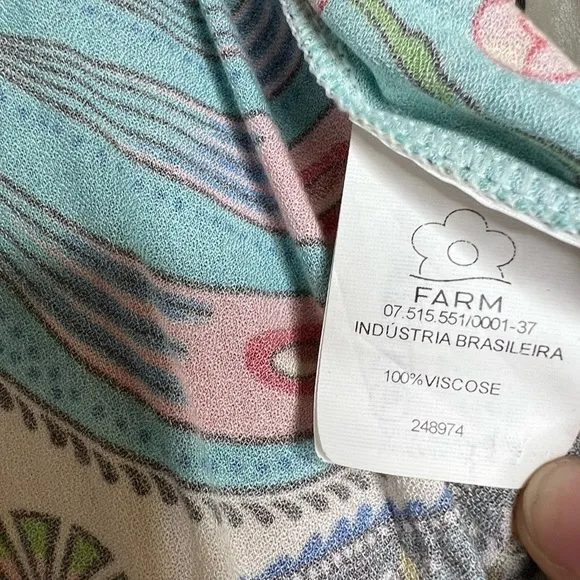 FARM
07.515.551/0001-37
INDÚSTRIA BRASILEIRA
100%VISCOSE
248974